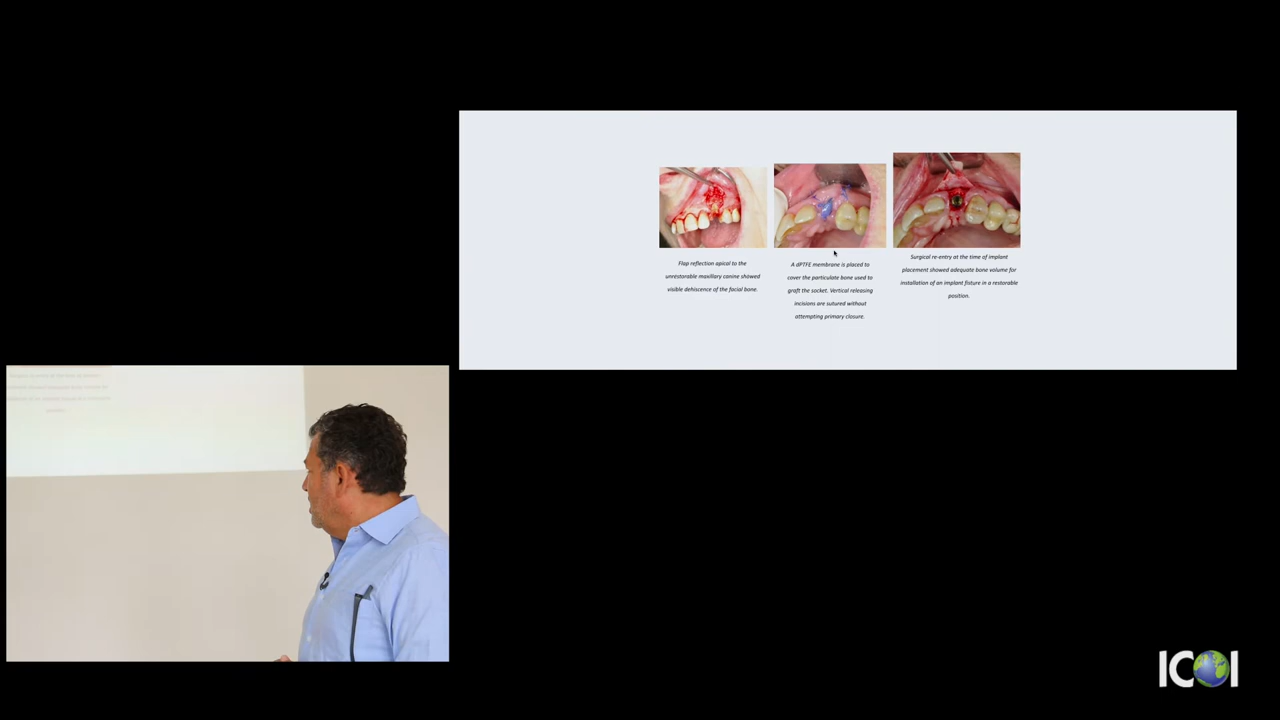 Flap reflection apical to the
unrestorable maxillary canine showed
visible dehiscence of the facial bone.
A dPTFE membrane is placed to
cover the particulate bone used to
graft the socket. Vertical releasing
incisions are sutured without
attempting primary closure.
Surgical re-entry at the time of implant
placement showed adequate bone volume for
installation of an implant fixture in a restorable
position.
ICOI